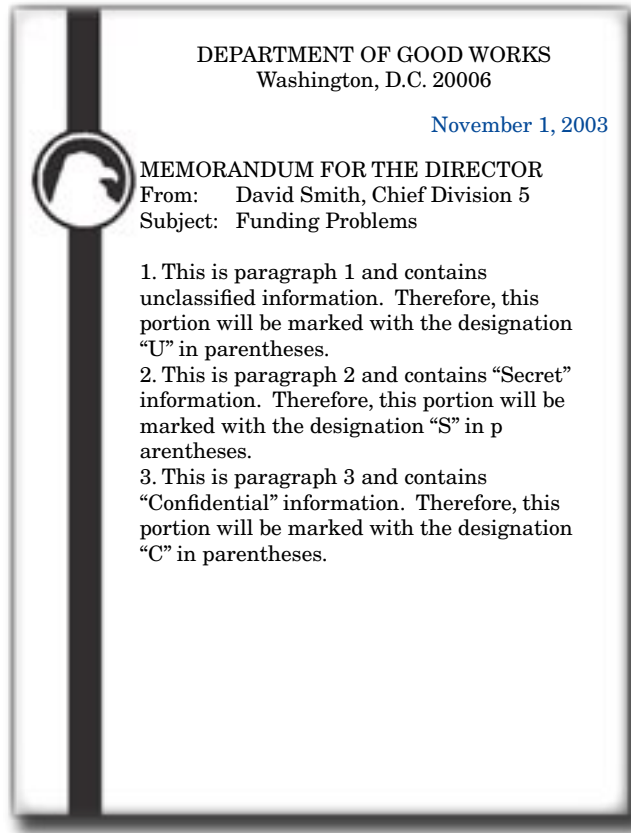 DEPARTMENT OF GOOD WORKS
Washington, D.C. 20006
November 1, 2003
MEMORANDUM FOR THE DIRECTOR
From: David Smith, Chief Division 5
Subject: Funding Problems
1. This is paragraph 1 and contains
unclassified information. Therefore, this
portion will be marked with the designation
“U” in parentheses.
2. This is paragraph 2 and contains “Secret”
information. Therefore, this portion will be
marked with the designation “S” in p
arentheses.
3. This is paragraph 3 and contains
“Confidential” information. Therefore, this
portion will be marked with the designation
“C” in parentheses.